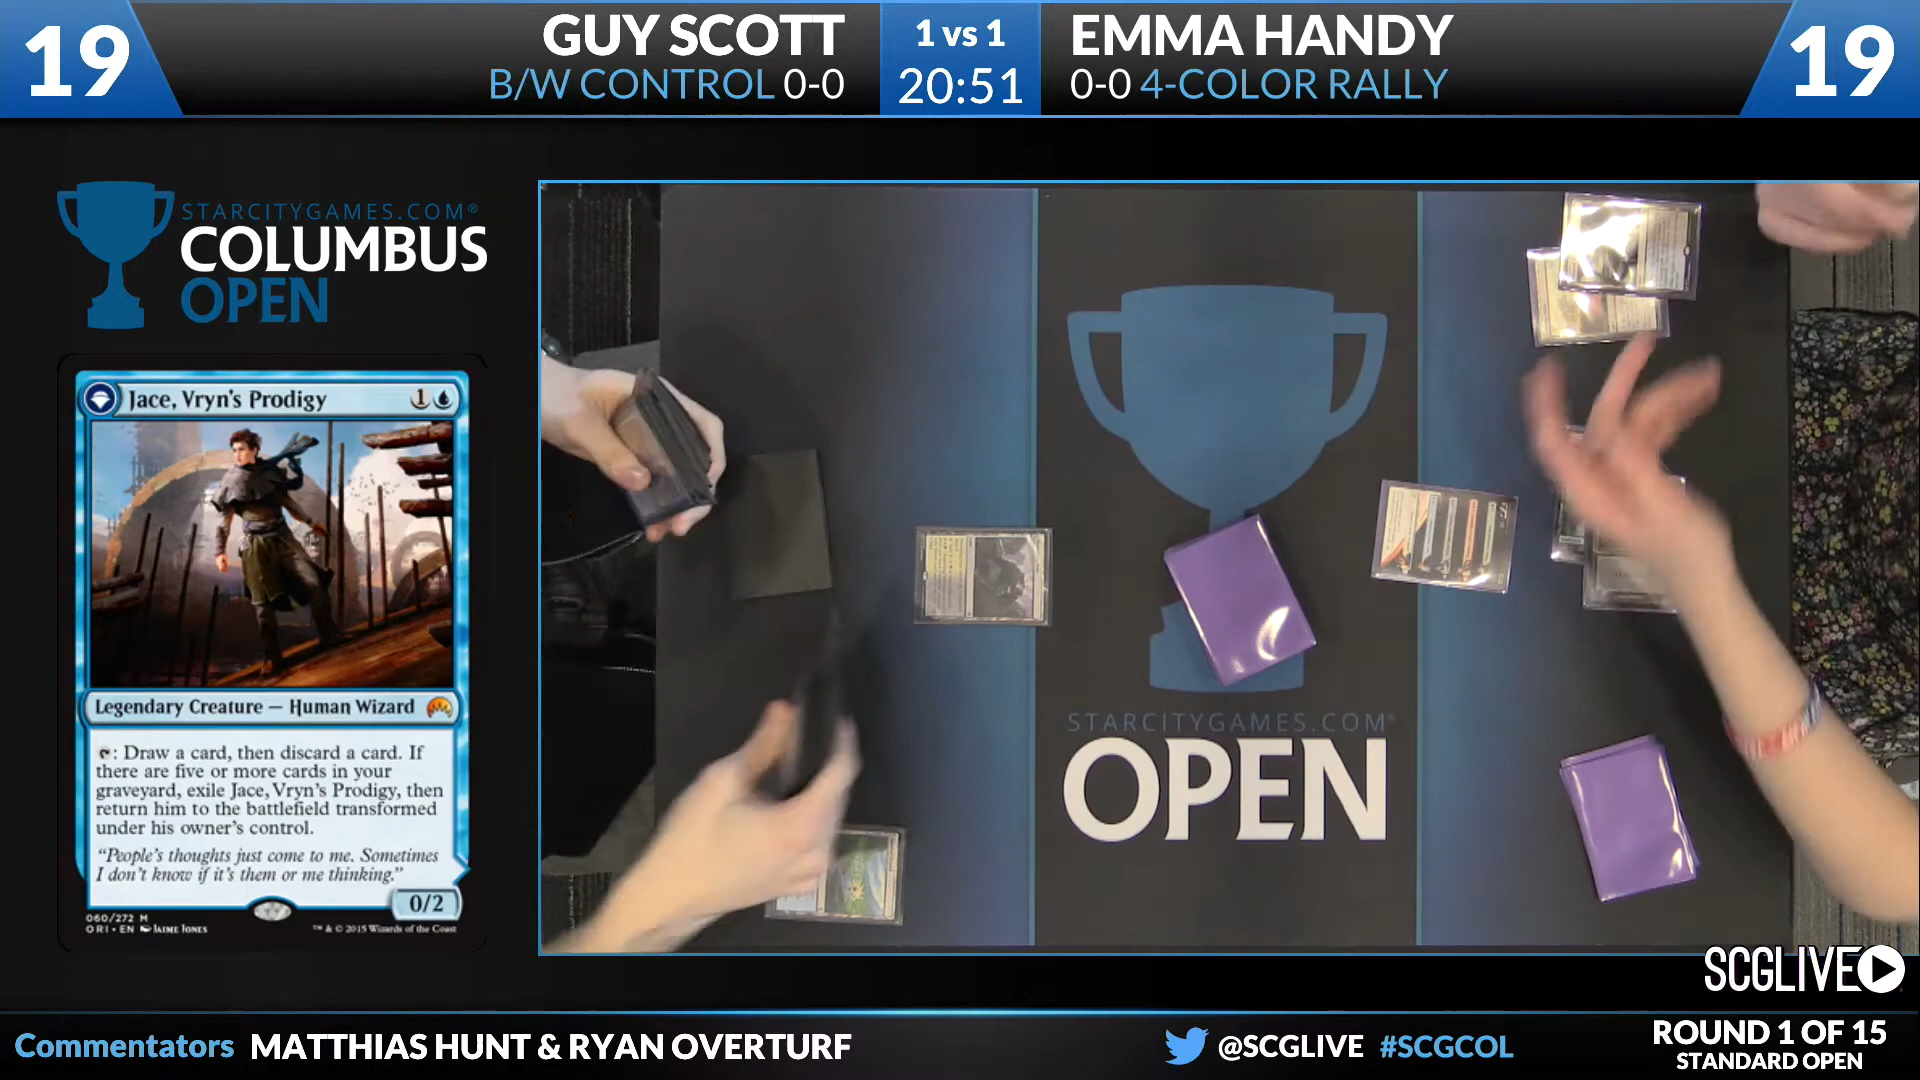 19
GUY SCOTT
B/W CONTROL 0-0
1 vs 1
20:51
EMMA HANDY
0-0 4-COLOR RALLY
19
STARCITYGAMES.COM®
COLUMBUS
OPEN
Jace, Vryn's Prodigy 1
Legendary Creature — Human Wizard
: Draw a card, then discard a card. If
there are five or more cards in your
graveyard, exile Jace, Vryn's Prodigy, then
return him to the battlefield transformed
under his owner's control.
"People's thoughts just come to me. Sometimes
I don't know if it's them or me thinking."
0/2
060/272 M
ORI • EN JAIME JONES
™ & © 2015 Wizards of the Coast
STARCITYGAMES.COM®
OPEN
SCGLIVE
Commentators MATTHIAS HUNT & RYAN OVERTURF
@SCGLIVE #SCGCOL
ROUND 1 OF 15
STANDARD OPEN